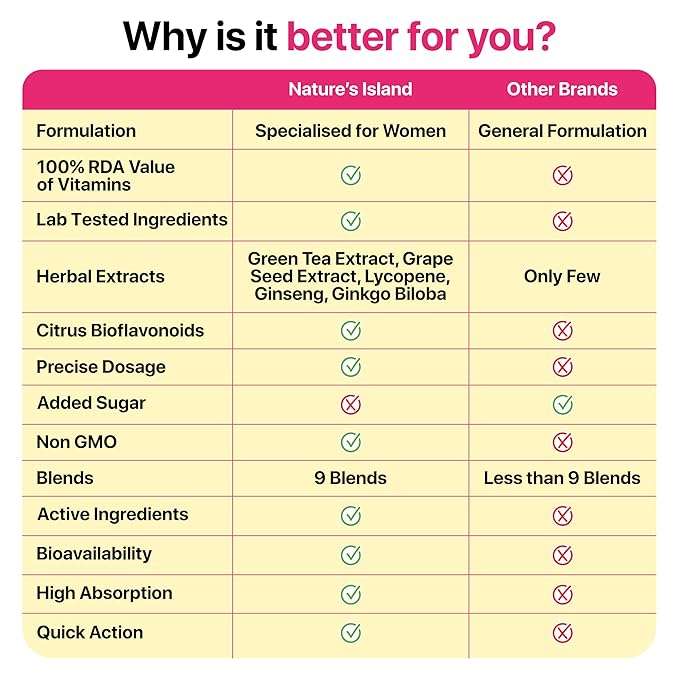 Why is it better for you?
Nature's Island Other Brands
Formulation Specialised for Women General Formulation
100% RDA Value
of Vitamins
Lab Tested Ingredients
Herbal Extracts
Green Tea Extract, Grape
Seed Extract, Lycopene,
Ginseng, Ginkgo Biloba
Only Few
Citrus Bioflavonoids
Precise Dosage
Added Sugar
Non GMO
Blends 9 Blends Less than 9 Blends
Active Ingredients
Bioavailability
High Absorption
Quick Action